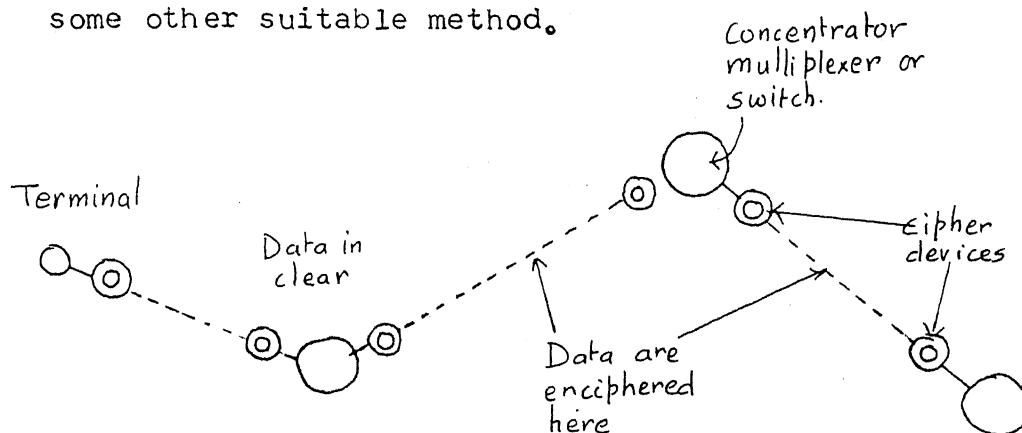 some other suitable method.
Concentrator
mulliplexer or
switch.
Terminal
Data in
clear
cipher
devices
Data are
enciphered
here